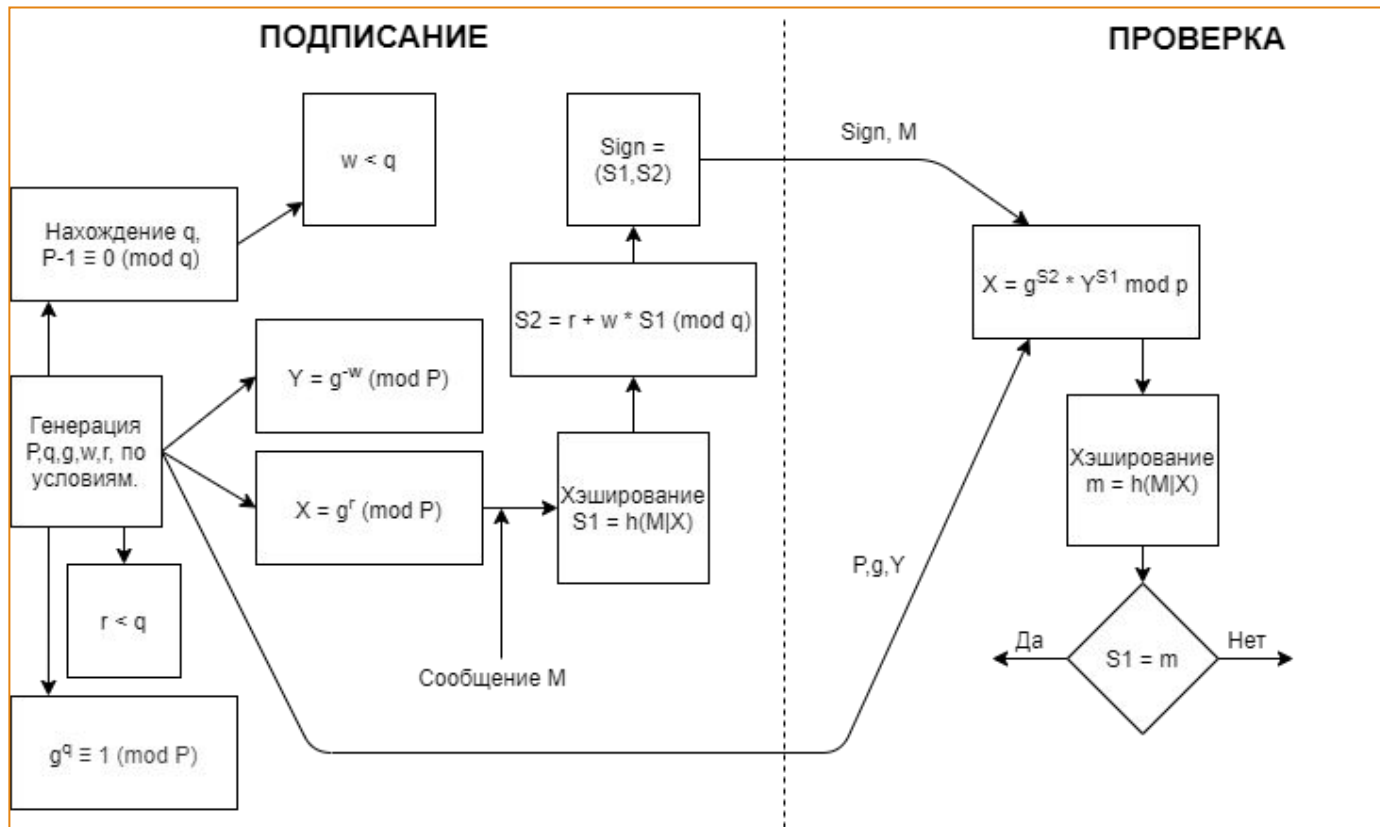 ПОДПИСАНИЕ
ПРОВЕРКА
w < q
Sign =
(S1,S2)
Sign, M
Нахождение q,
P-1 ≡ 0 (mod q)
X = g^S2 * Y^S1 mod p
S2 = r + w * S1 (mod q)
Y = g^-w (mod P)
Генерация
P,q,g,w,r, по
условиям.
X = g^r (mod P)
Хэширование
S1 = h(M|X)
Хэширование
m = h(M|X)
P,g,Y
r < q
Сообщение M
Да
S1 = m
Нет
g^q ≡ 1 (mod P)